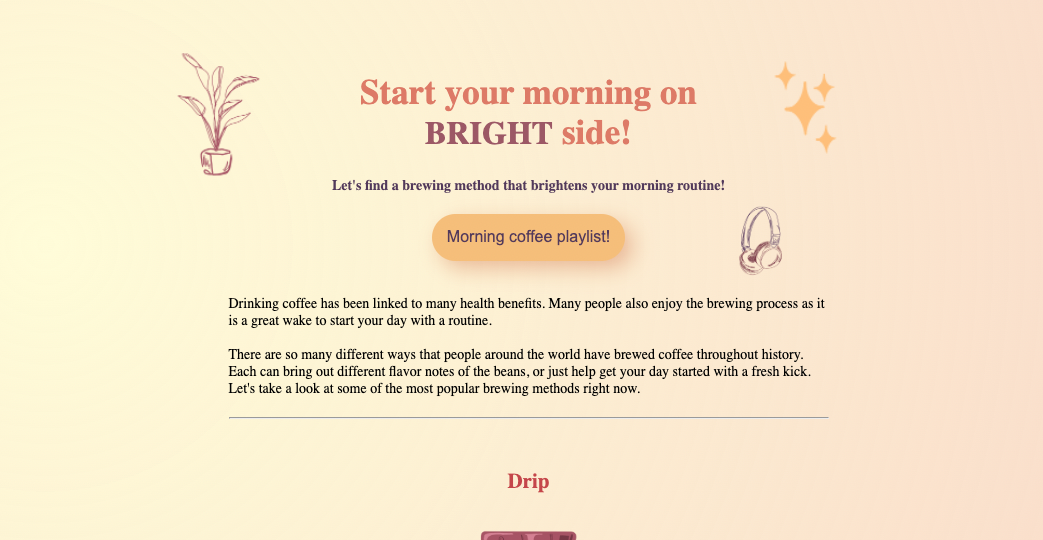 Start your morning on
BRIGHT side!
Let's find a brewing method that brightens your morning routine!
Morning coffee playlist!
Drinking coffee has been linked to many health benefits. Many people also enjoy the brewing process as it
is a great wake to start your day with a routine.
There are so many different ways that people around the world have brewed coffee throughout history.
Each can bring out different flavor notes of the beans, or just help get your day started with a fresh kick.
Let's take a look at some of the most popular brewing methods right now.
Drip